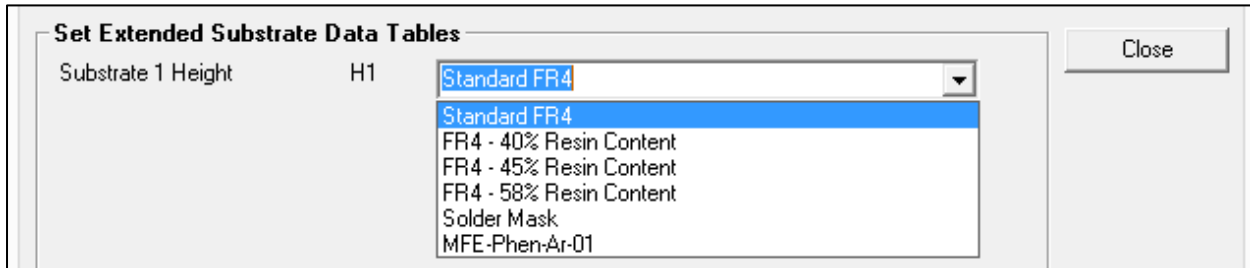 Set Extended Substrate Data Tables
Close
Substrate 1 Height H1 Standard FR4
Standard FR4
FR4 - 40% Resin Content
FR4 - 45% Resin Content
FR4 - 58% Resin Content
Solder Mask
MFE-Phen-Ar-01